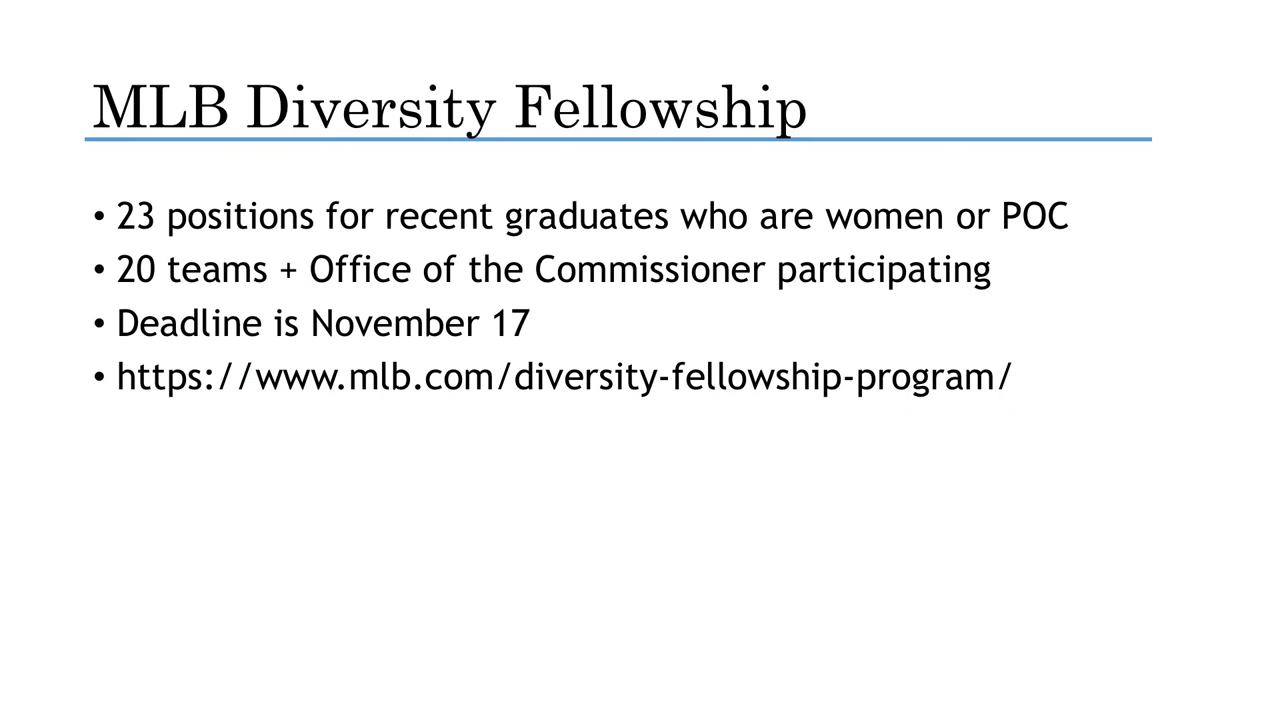 MLB Diversity Fellowship
• 23 positions for recent graduates who are women or POC
• 20 teams + Office of the Commissioner participating
• Deadline is November 17
• https://www.mlb.com/diversity-fellowship-program/